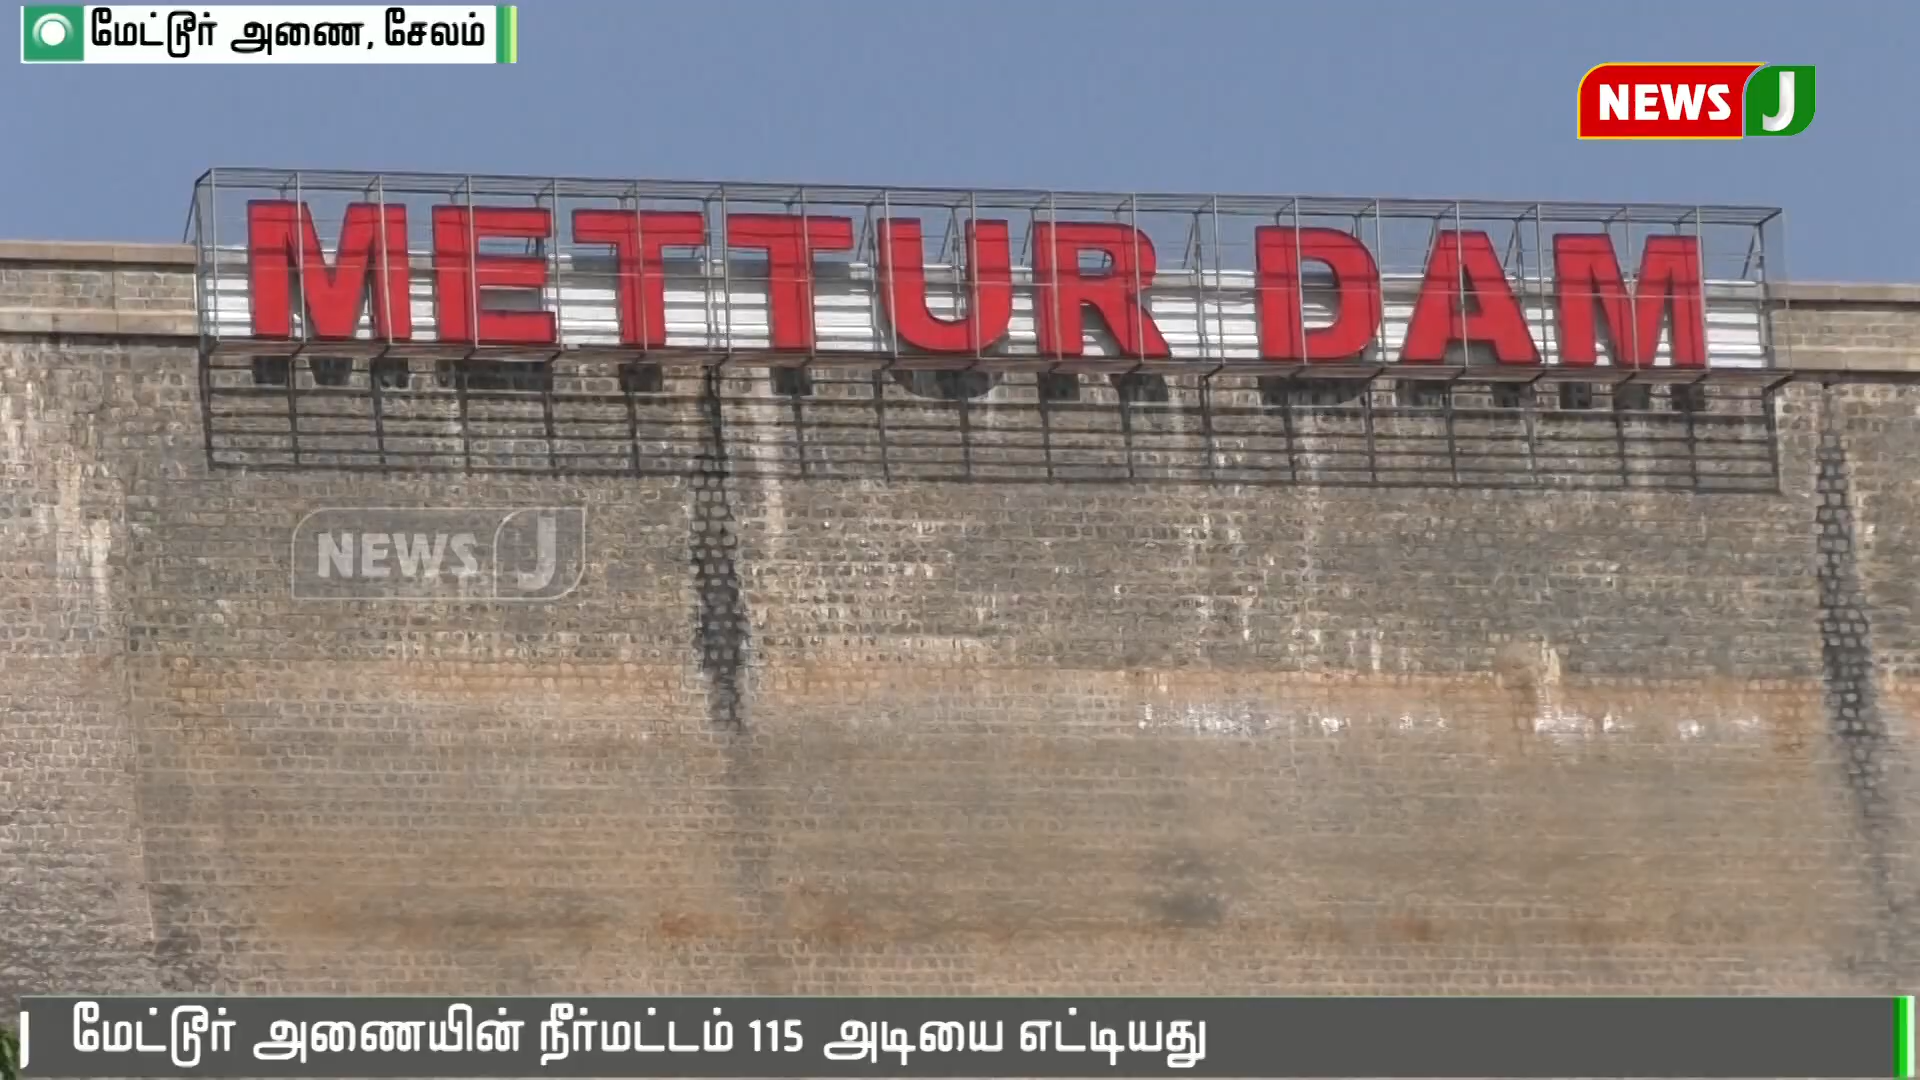 மேட்டூர் அணை, சேலம்
NEWS J
METTUR DAM
NEWS J
மேட்டூர் அணையின் நீர்மட்டம் 115 அடியை எட்டியது